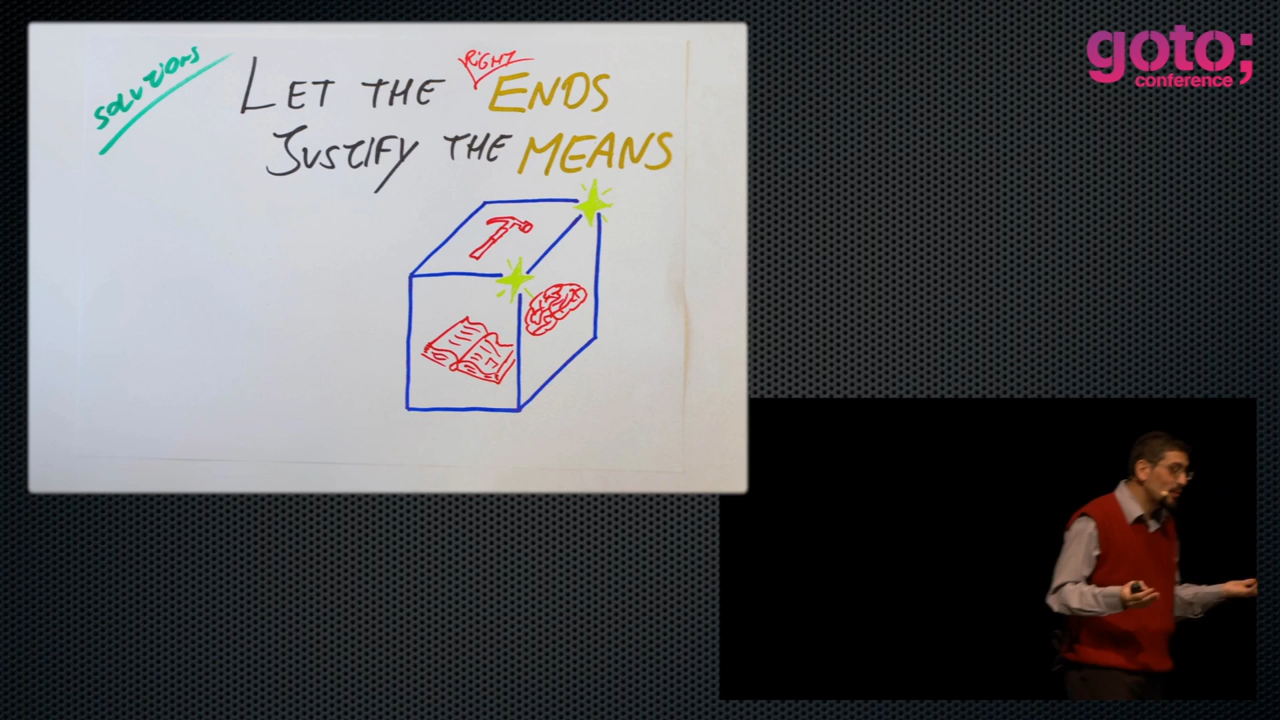 SOLUTIONS
LET THE RIGHT ENDS
JUSTIFY THE MEANS
goto;
conference